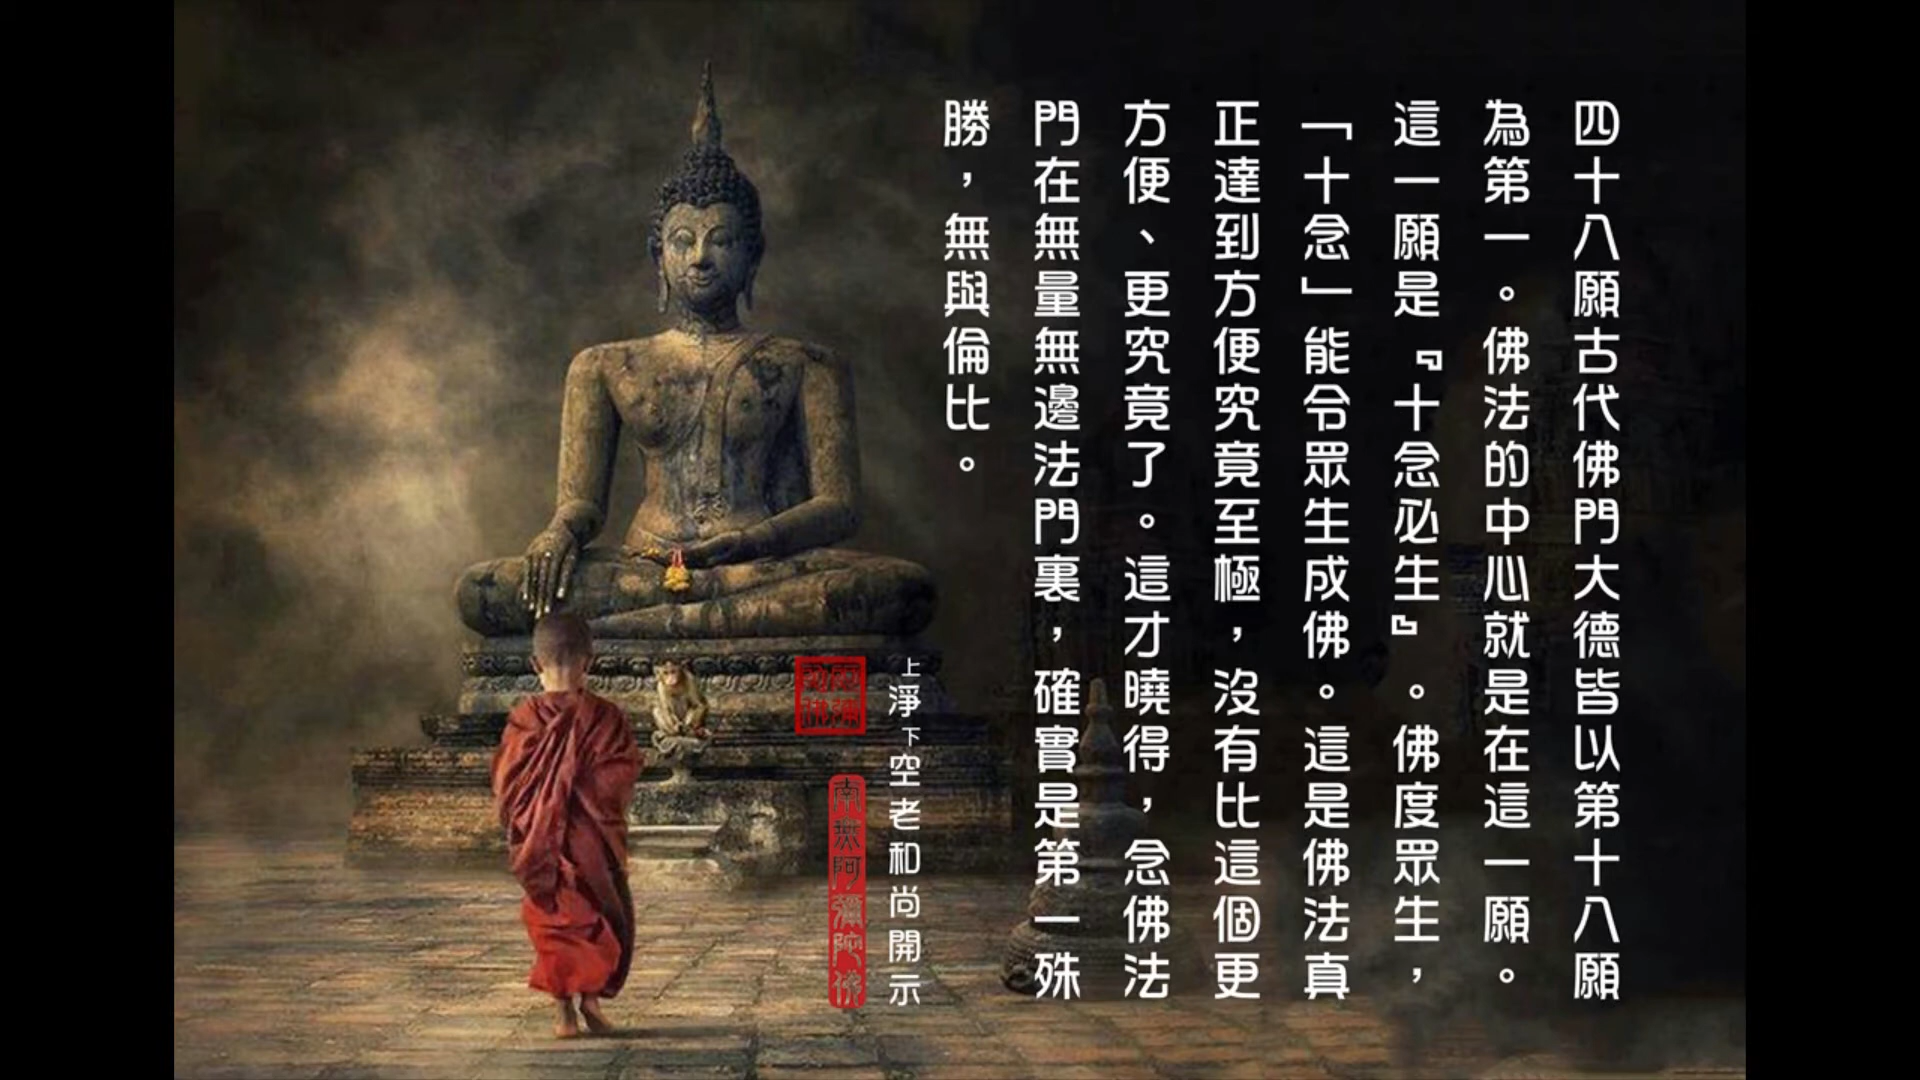 四十八願古代佛門大德皆以第十八願
為第一。佛法的中心就是在這一願。
這一願是『十念必生』。佛度眾生，
「十念」能令眾生成佛。這是佛法真
正達到方便究竟至極，沒有比這個更
方便、更究竟了。這才曉得，念佛法
門在無量無邊法門裏，確實是第一殊
勝，無與倫比。
上淨下空老和尚開示
南無阿彌陀佛